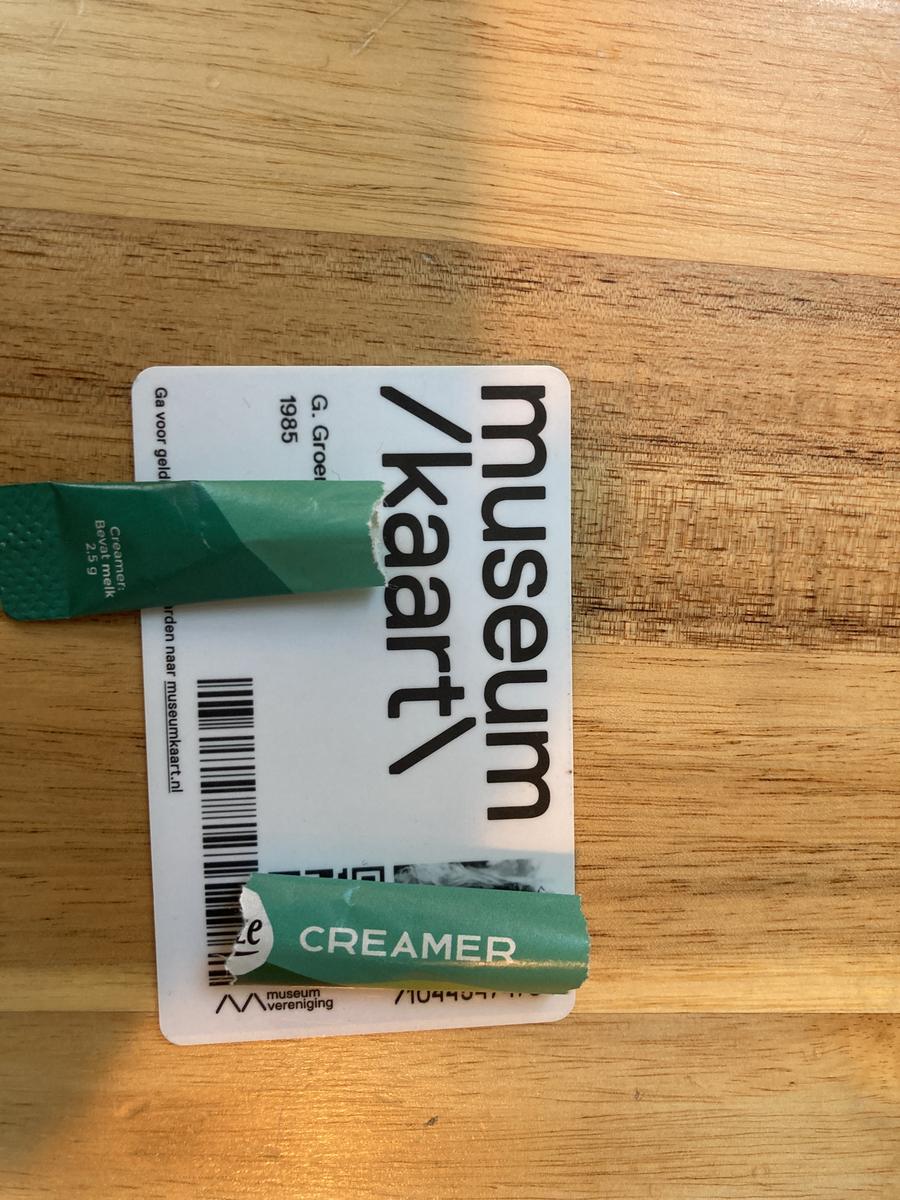 museum
/kaart\
G. Groe
1985
Ga voor geld
rden naar museumkaart.nl
Creamer:
Bevat melk
2,5 g
CREAMER
museum
vereniging